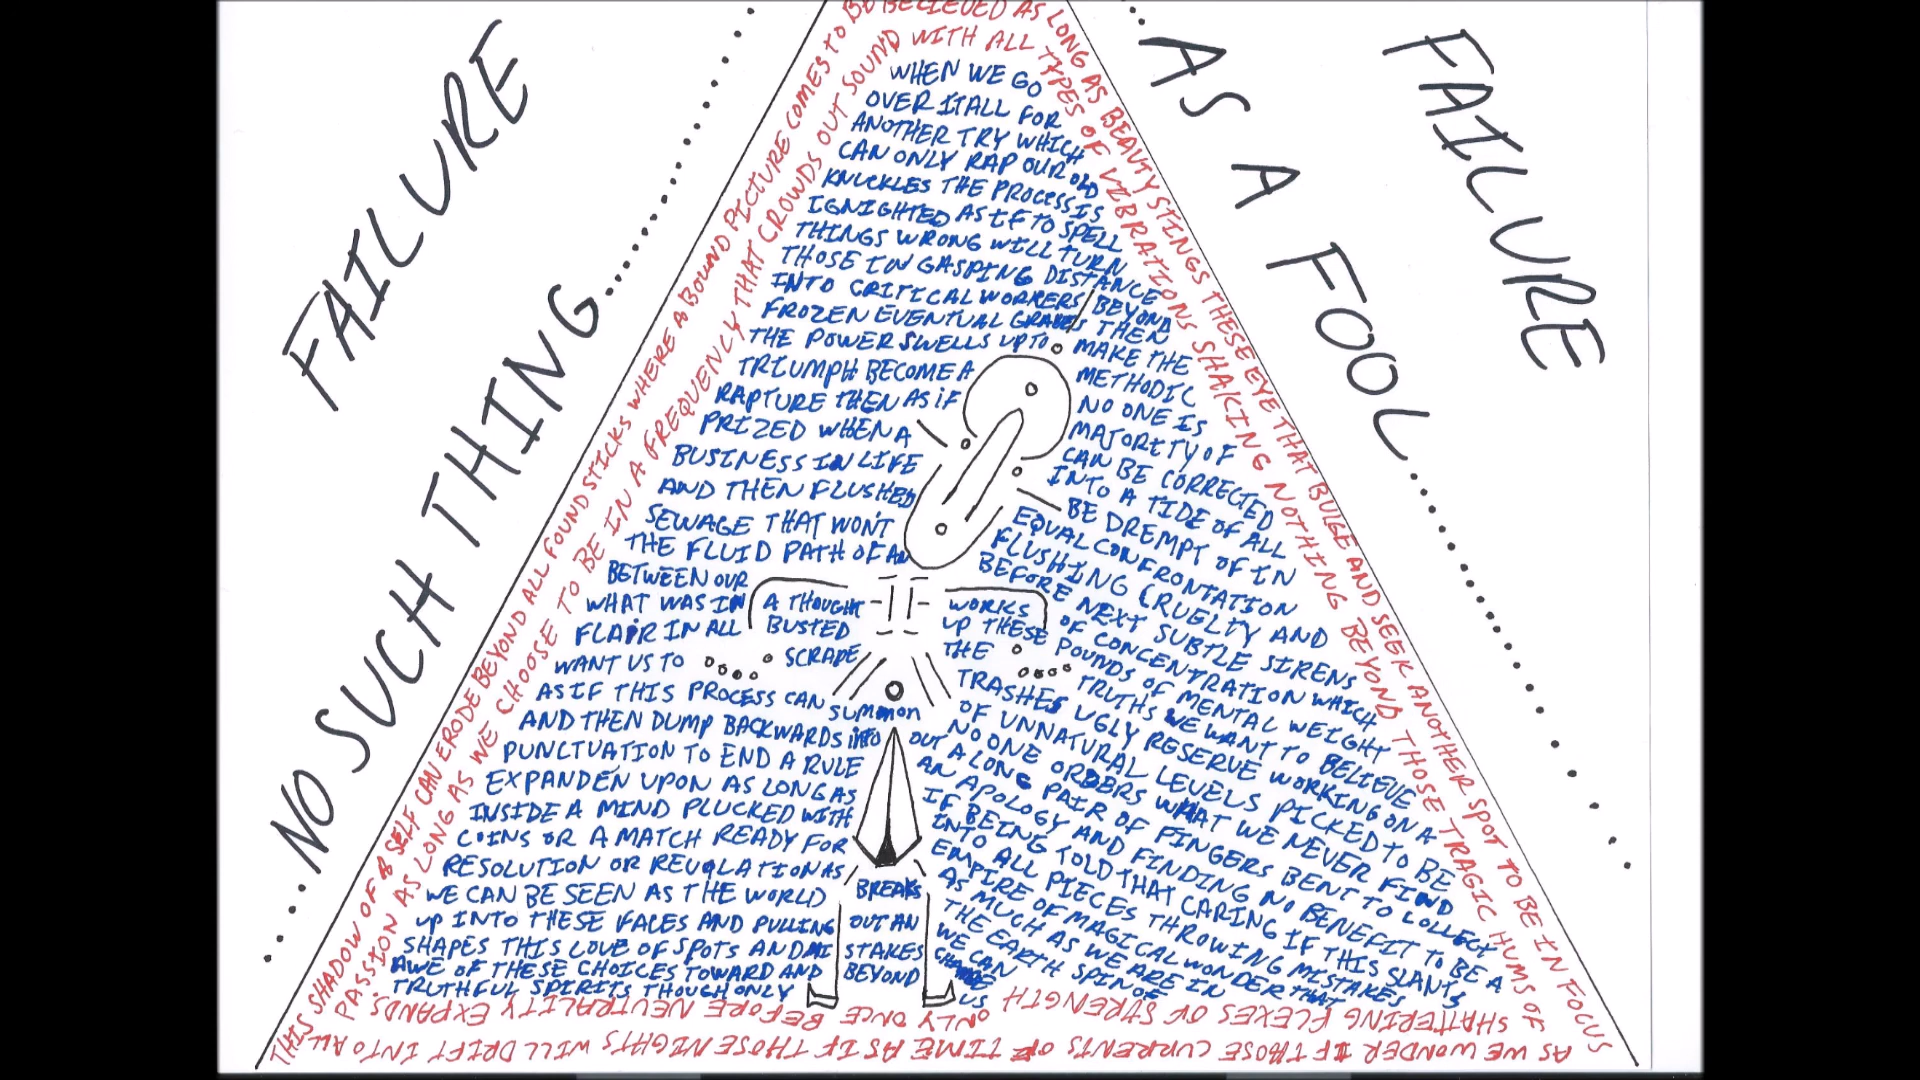 FAILURE
...NO SUCH THING...
AS A FOOL...
FAILURE
THIS SHADOW OF A SELF CAN ERODE BEYOND ALL FOUND STICKS WHERE A BOUND PICTURE COMES TO
BE BELIEVED AS LONG AS BEAUTY STINGS THESE EYE THAT BULGE AND SEEK ANOTHER SPOT TO BE IN FOCUS
AS WE WONDER IF THOSE CURRENTS OF TIME AS IF THOSE NIGHTS WILL DRIFT INTO ALL
PASSION AS LONG AS WE CHOOSE TO BE IN A FREQUENCY THAT CROWDS OUT SOUND
WITH ALL TYPES OF VIBRATIONS SHAKING NOTHING BEYOND THOSE TRAGIC HUMS OF
SHATTERING FLEXES OF STRENGTH ONLY ONCE BEFORE NEUTRALITY EXPANDS.
WHEN WE GO
OVER IT ALL FOR
ANOTHER TRY WHICH
CAN ONLY RAP OUR OLD
KNUCKLES THE PROCESS IS
IGNIGHTED AS IF TO SPELL
THINGS WRONG WILL TURN
THOSE IN GASPING DISTANCE
INTO CRITICAL WORKERS BEYOND
FROZEN EVENTUAL GRAVES THEN
THE POWER SWELLS UP TO MAKE THE
TRIUMPH BECOME A METHODIC
RAPTURE THEN AS IF NO ONE IS
PRIZED WHEN A MAJORITY OF
BUSINESS IN LIFE CAN BE CORRECTED
AND THEN FLUSHED INTO A TIDE OF ALL
SEWAGE THAT WON'T BE DREMPT OF IN
THE FLUID PATH OF AN EQUAL CONFRONTATION
BETWEEN OUR FLUSHING CRUELTY AND
WHAT WAS IN A THOUGHT WORKS BEFORE NEXT SUBTLE SIRENS
FLAIR IN ALL BUSTED UP THESE OF CONCENTRATION WHICH
WANT US TO SCRAPE THE POUNDS OF MENTAL WEIGHT
AS IF THIS PROCESS CAN SUMMON TRASHES TRUTHS WE WANT TO BELIEVE
AND THEN DUMP BACKWARDS INTO OUT OF UGLY RESERVE WORKING ON A
PUNCTUATION TO END A RULE NO ONE UNNATURAL LEVELS PICKED TO BE
EXPANDEN UPON AS LONG AS A LONG ORDERS WHAT WE NEVER FIND
INSIDE A MIND PLUCKED WITH AN PAIR OF FINGERS BENT TO COLLECT
COINS OR A MATCH READY FOR APOLOGY AND FINDING NO BENEFIT TO BE A
RESOLUTION OR REVOLATION AS IF BEING TOLD THAT CARING IF THIS SLANTS
WE CAN BE SEEN AS THE WORLD BREAKS INTO ALL PIECES THROWING MISTAKES
UP INTO THESE FACES AND PULLING OUT AN EMPIRE OF MAGICAL WONDER THAT
SHAPES THIS LOVE OF SPOTS AND STAKES AS MUCH AS WE ARE IN
AWE OF THESE CHOICES TOWARD AND BEYOND THE EARTH SPIN OF
TRUTHFUL SPIRITS THOUGH ONLY WE CAN CHANGE US